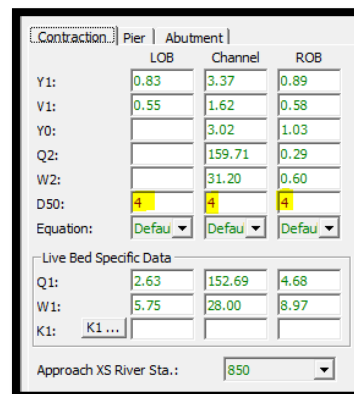 Contraction Pier Abutment
LOB Channel ROB
Y1: 0.83 3.37 0.89
V1: 0.55 1.62 0.58
Y0: 3.02 1.03
Q2: 159.71 0.29
W2: 31.20 0.60
D50: 4 4 4
Equation: Defau Defau Defau
Live Bed Specific Data
Q1: 2.63 152.69 4.68
W1: 5.75 28.00 8.97
K1: K1 ...
Approach XS River Sta.: 850